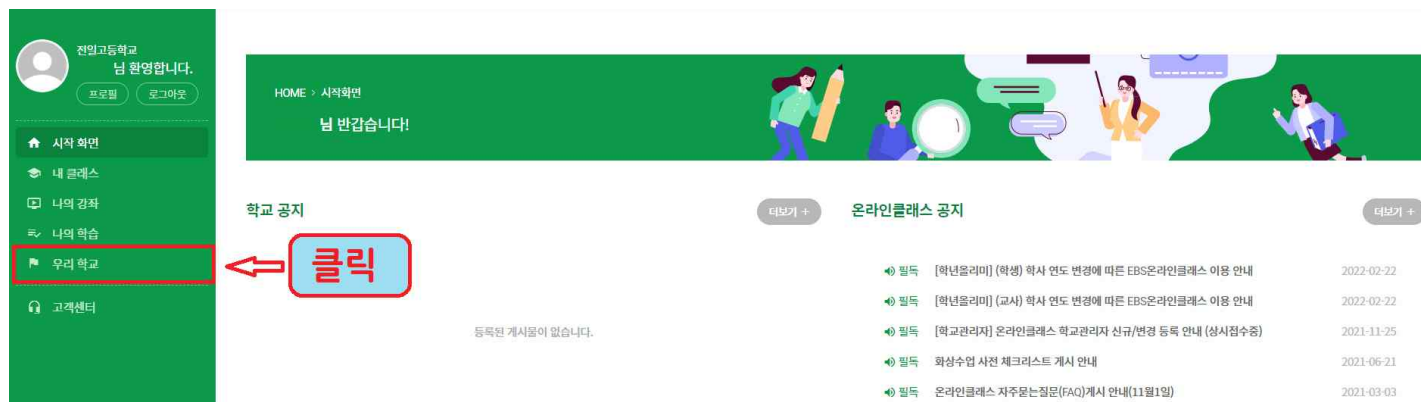 전일고등학교
님 환영합니다.
프로필 로그아웃
시작 화면
내 클래스
나의 강좌
나의 학습
우리 학교
고객센터
HOME > 시작화면
님 반갑습니다!
클릭
학교 공지 더보기 +
등록된 게시물이 없습니다.
온라인클래스 공지 더보기 +
필독 [학년올리미] (학생) 학사 연도 변경에 따른 EBS온라인클래스 이용 안내 2022-02-22
필독 [학년올리미] (교사) 학사 연도 변경에 따른 EBS온라인클래스 이용 안내 2022-02-22
필독 [학교관리자] 온라인클래스 학교관리자 신규/변경 등록 안내 (상시접수중) 2021-11-25
필독 화상수업 사전 체크리스트 게시 안내 2021-06-21
필독 온라인클래스 자주묻는질문(FAQ)게시 안내(11월1일) 2021-03-03